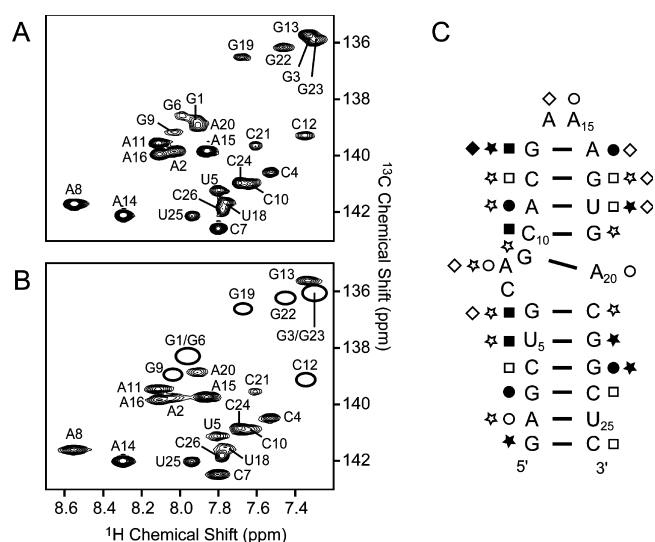 A
G13
136
G19
G22
G3
G23
138
G6
G1
G9
A20
A11
A15
C21
C12
A16
A2
C24
C4
140
U5
C10
A8
A14
C26
U25
U18
142
C7
13C Chemical Shift (ppm)
B
G13
136
G19
G22
G1/G6
G3/G23
138
G9
A20
C12
A11
A15
C21
A16
A2
C24
C4
140
U5
C10
A8
A14
C26
U25
U18
142
C7
8.6 8.4 8.2 8.0 7.8 7.6 7.4
1H Chemical Shift (ppm)
C
A A15
G A
C G
A U
C10 G
G
A A20
C
G C
U5 G
C G
G C
A U25
G C
5' 3'